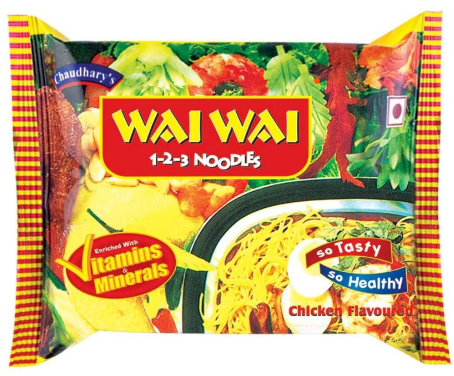 Chaudhary's
WAI WAI
1-2-3 NOODLES
Enriched With
Vitamins
&
Minerals
so Tasty
so Healthy
Chicken Flavoured